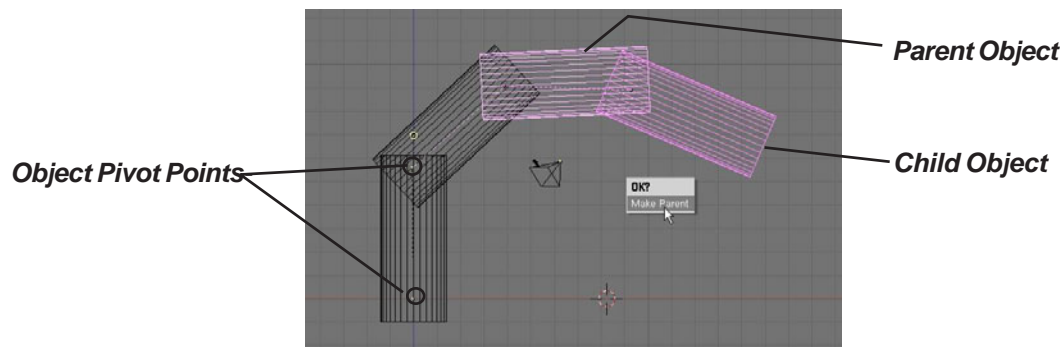 Parent Object
Object Pivot Points
Child Object
OK?
Make Parent